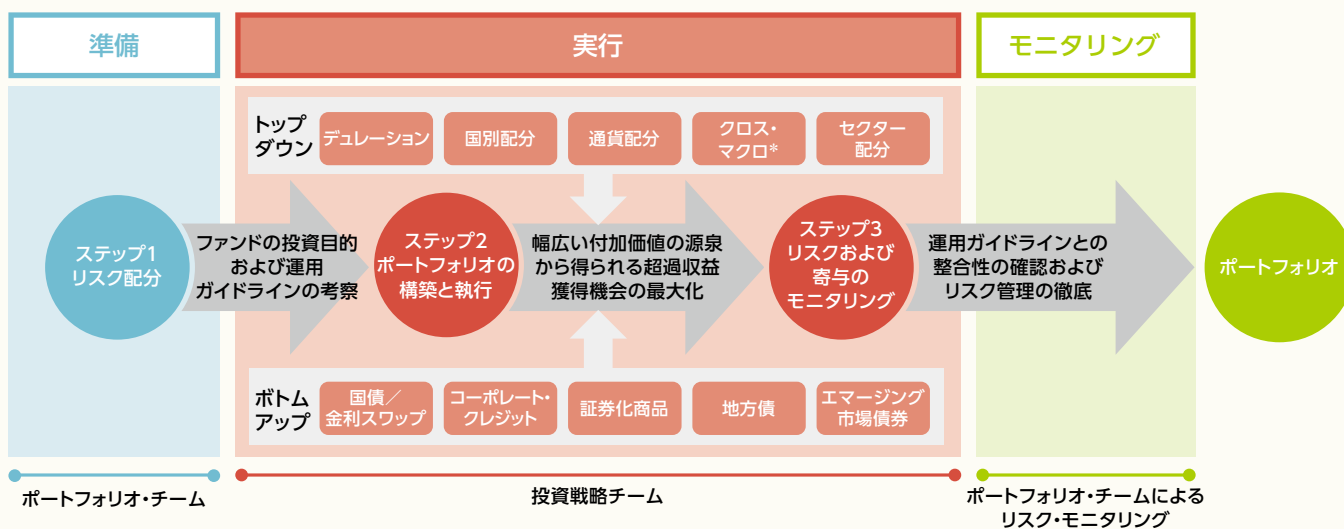 準備
実行
モニタリング
トップ
ダウン
デュレーション
国別配分
通貨配分
クロス・
マクロ*
セクター
配分
ステップ1
リスク配分
ファンドの投資目的
および運用
ガイドラインの考察
ステップ2
ポートフォリオの
構築と執行
幅広い付加価値の源泉
から得られる超過収益
獲得機会の最大化
ステップ3
リスクおよび
寄与の
モニタリング
運用ガイドラインとの
整合性の確認および
リスク管理の徹底
ポートフォリオ
ボトム
アップ
国債／
金利スワップ
コーポレート・
クレジット
証券化商品
地方債
エマージング
市場債券
ポートフォリオ・チーム
投資戦略チーム
ポートフォリオ・チームによる
リスク・モニタリング